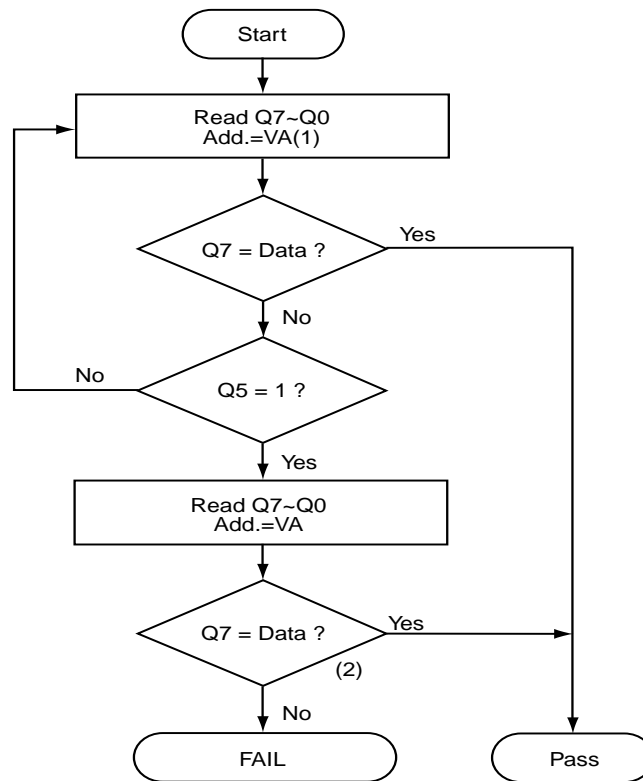 Start
Read Q7~Q0
Add.=VA(1)
Q7 = Data ?
Yes
No
No
Q5 = 1 ?
Yes
Read Q7~Q0
Add.=VA
Q7 = Data ?
Yes
(2)
No
FAIL
Pass